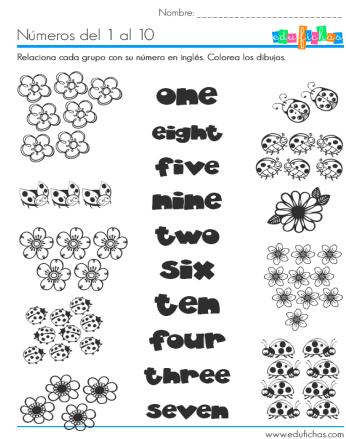 Nombre: ______________________________
Números del 1 al 10
edufichas
Relaciona cada grupo con su número en inglés. Colorea los dibujos.
one
eight
five
nine
two
six
ten
four
three
seven
www.edufichas.com